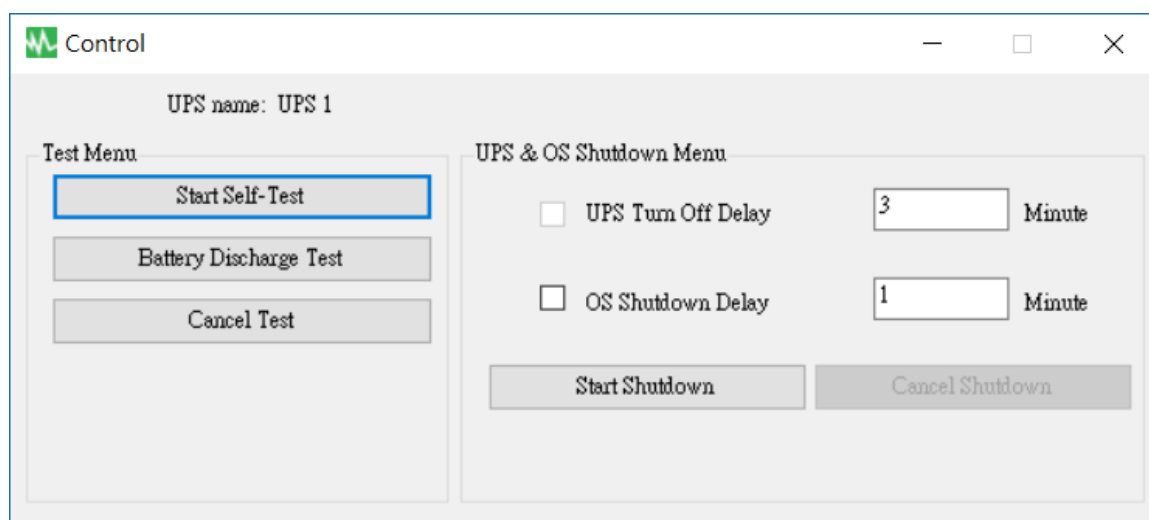 Control
UPS name: UPS 1
Test Menu
Start Self-Test
Battery Discharge Test
Cancel Test
UPS & OS Shutdown Menu
UPS Turn Off Delay 3 Minute
OS Shutdown Delay 1 Minute
Start Shutdown Cancel Shutdown